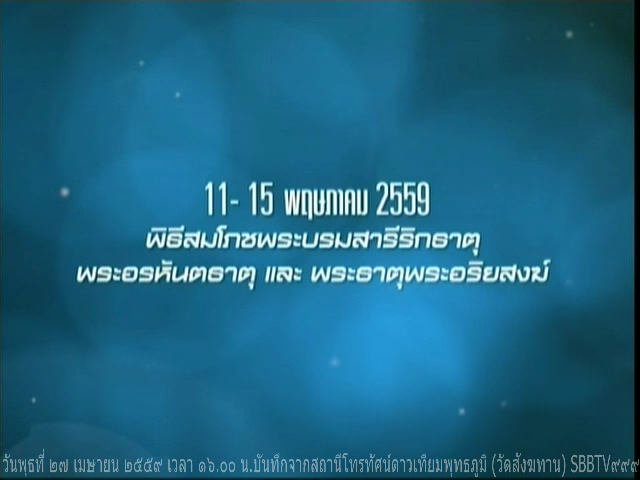 11- 15 พฤษภาคม 2559
พิธีสมโภชพระบรมสารีริกธาตุ
พระอรหันตธาตุ และ พระธาตุพระอริยสงฆ์
วันพุธที่ ๒๗ เมษายน ๒๕๕๙ เวลา ๑๖.๐๐ น.บันทึกจากสถานีโทรทัศน์ดาวเทียมพุทธภูมิ (วัดสังฆทาน) SBBTV๙๙๙